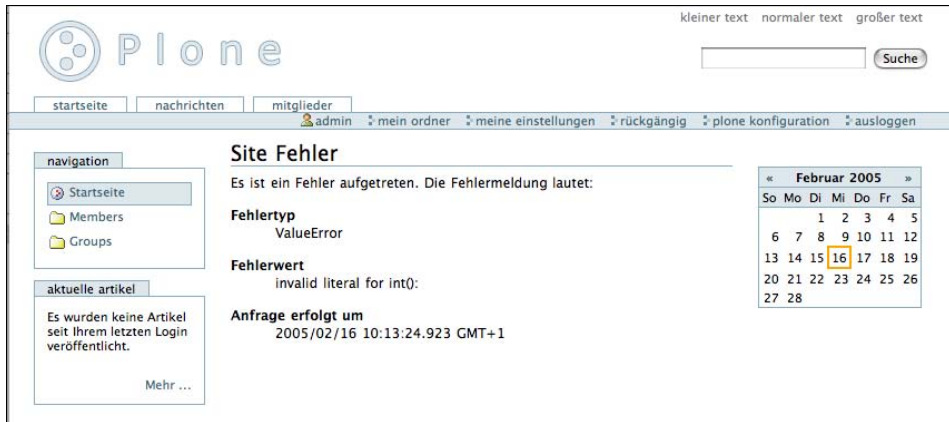 kleiner text normaler text großer text
Plone
Suche
startseite nachrichten mitglieder
admin mein ordner meine einstellungen rückgängig plone konfiguration ausloggen
navigation
Startseite
Members
Groups
aktuelle artikel
Es wurden keine Artikel
seit Ihrem letzten Login
veröffentlicht.
Mehr ...
Site Fehler
Es ist ein Fehler aufgetreten. Die Fehlermeldung lautet:
Fehlertyp
ValueError
Fehlerwert
invalid literal for int():
Anfrage erfolgt um
2005/02/16 10:13:24.923 GMT+1
« Februar 2005 »
So Mo Di Mi Do Fr Sa
1 2 3 4 5
6 7 8 9 10 11 12
13 14 15 16 17 18 19
20 21 22 23 24 25 26
27 28